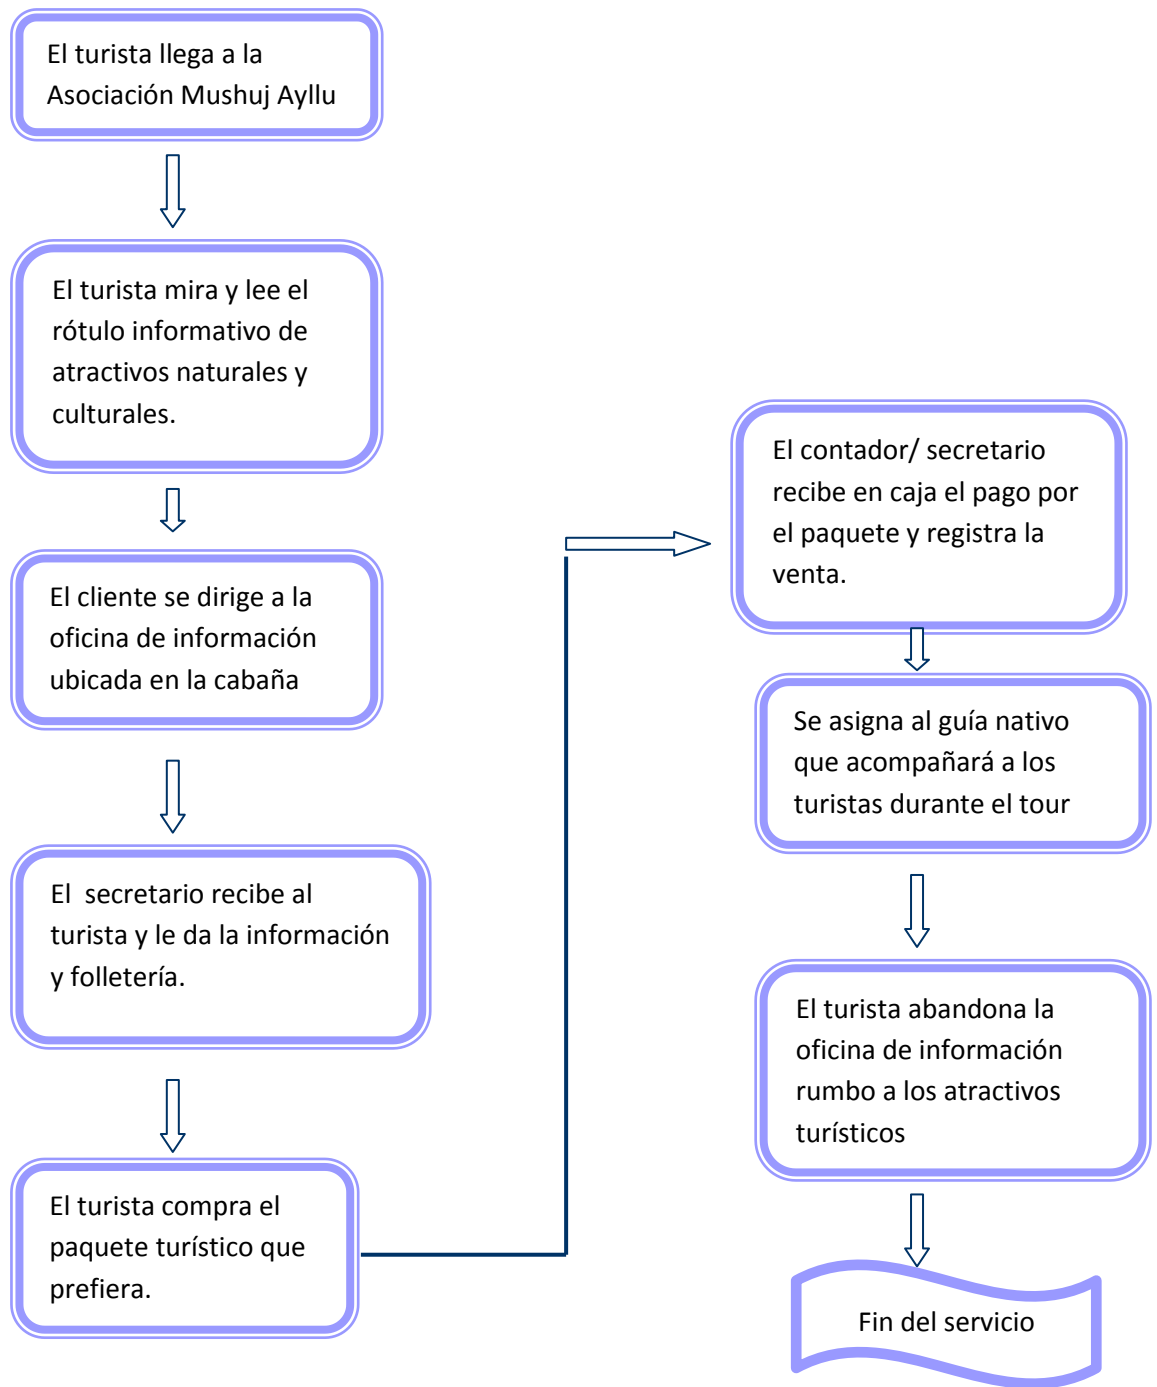 El turista llega a la
Asociación Mushuj Ayllu
El turista mira y lee el
rótulo informativo de
atractivos naturales y
culturales.
El cliente se dirige a la
oficina de información
ubicada en la cabaña
El  secretario recibe al
turista y le da la información
y folletería.
El turista compra el
paquete turístico que
prefiera.
El contador/ secretario
recibe en caja el pago por
el paquete y registra la
venta.
Se asigna al guía nativo
que acompañará a los
turistas durante el tour
El turista abandona la
oficina de información
rumbo a los atractivos
turísticos
Fin del servicio